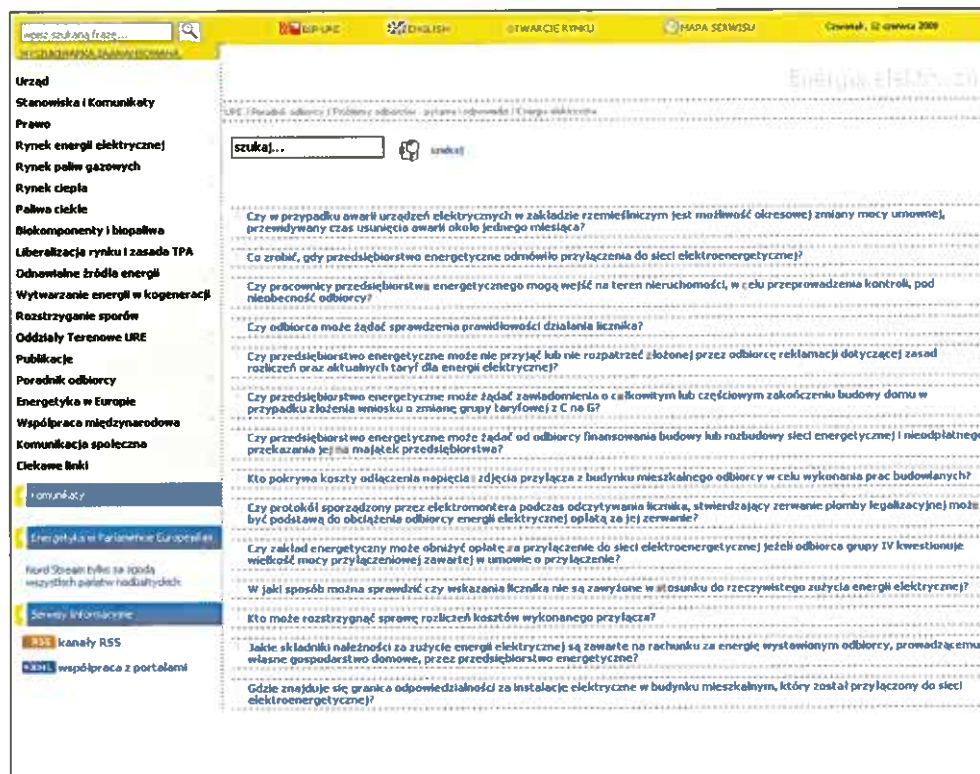 wpisz szukaną frazę...
WYSZUKIWARKA ZAAWANSOWANA
BIP URE
ENGLISH
OTWARCIE RYNKU
MAPA SERWISU
Czwartek, 12 czerwca 2008
Energia elektryczn
URE / Poradnik odbiorcy / Problemy odbiorców - pytania i odpowiedzi / Energia elektryczna
Urząd
Stanowiska i Komunikaty
Prawo
Rynek energii elektrycznej
Rynek paliw gazowych
Rynek ciepła
Paliwa ciekłe
Biokomponenty i biopaliwa
Liberalizacja rynku i zasada TPA
Odnawialne źródła energii
Wytwarzanie energii w kogeneracji
Rozstrzyganie sporów
Oddziały Terenowe URE
Publikacje
Poradnik odbiorcy
Energetyka w Europie
Współpraca międzynarodowa
Komunikacja społeczna
Ciekawe linki
Komunikaty
Energetyka w Parlamencie Europejskim
Nord Stream tylko za zgodą
wszystkich państw nadbałtyckich
Serwisy Informacyjne
RSS kanały RSS
XML współpraca z portalami
szukaj...
szukaj
Czy w przypadku awarii urządzeń elektrycznych w zakładzie rzemieślniczym jest możliwość okresowej zmiany mocy umownej,
przewidywany czas usunięcia awarii około jednego miesiąca?
Co zrobić, gdy przedsiębiorstwo energetyczne odmówiło przyłączenia do sieci elektroenergetycznej?
Czy pracownicy przedsiębiorstwa energetycznego mogą wejść na teren nieruchomości, w celu przeprowadzenia kontroli, pod
nieobecność odbiorcy?
Czy odbiorca może żądać sprawdzenia prawidłowości działania licznika?
Czy przedsiębiorstwo energetyczne może nie przyjąć lub nie rozpatrzeć złożonej przez odbiorcę reklamacji dotyczącej zasad
rozliczeń oraz aktualnych taryf dla energii elektrycznej?
Czy przedsiębiorstwo energetyczne może żądać zawiadomienia o całkowitym lub częściowym zakończeniu budowy domu w
przypadku złożenia wniosku o zmianę grupy taryfowej z C na G?
Czy przedsiębiorstwo energetyczne może żądać od odbiorcy finansowania budowy lub rozbudowy sieci energetycznej i nieodpłatnego
przekazania jej na majątek przedsiębiorstwa?
Kto pokrywa koszty odłączenia napięcia i zdjęcia przyłącza z budynku mieszkalnego odbiorcy w celu wykonania prac budowlanych?
Czy protokół sporządzony przez elektromontera podczas odczytywania licznika, stwierdzający zerwanie plomby legalizacyjnej może
być podstawą do obciążenia odbiorcy energii elektrycznej opłatą za jej zerwanie?
Czy zakład energetyczny może obniżyć opłatę za przyłączenie do sieci elektroenergetycznej jeżeli odbiorca grupy IV kwestionuje
wielkość mocy przyłączeniowej zawartej w umowie o przyłączenie?
W jaki sposób można sprawdzić czy wskazania licznika nie są zawyżone w stosunku do rzeczywistego zużycia energii elektrycznej?
Kto może rozstrzygnąć sprawę rozliczeń kosztów wykonanego przyłącza?
Jakie składniki należności za zużycie energii elektrycznej są zawarte na rachunku za energię wystawionym odbiorcy, prowadzącemu
własne gospodarstwo domowe, przez przedsiębiorstwo energetyczne?
Gdzie znajduje się granica odpowiedzialności za instalacje elektryczne w budynku mieszkalnym, który został przyłączony do sieci
elektroenergetycznej?